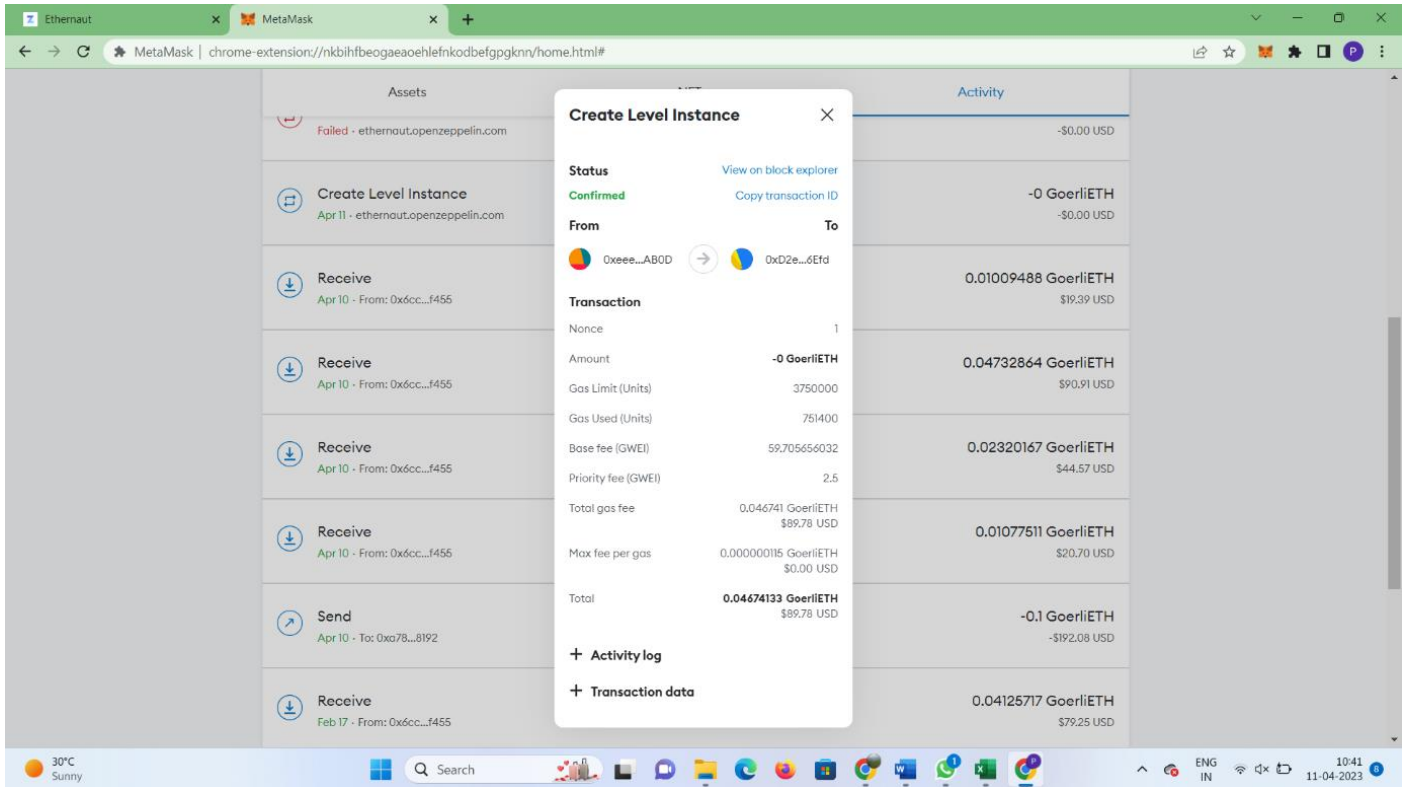 Ethernaut
MetaMask
MetaMask | chrome-extension://nkbihfbeogaeaoehlefnkodbefgpgknn/home.html#
P
Assets
Activity
Failed - ethernaut.openzeppelin.com
-$0.00 USD
Create Level Instance
Apr 11 - ethernaut.openzeppelin.com
-0 GoerliETH
-$0.00 USD
Receive
Apr 10 - From: 0x6cc...f455
0.01009488 GoerliETH
$19.39 USD
Receive
Apr 10 - From: 0x6cc...f455
0.04732864 GoerliETH
$90.91 USD
Receive
Apr 10 - From: 0x6cc...f455
0.02320167 GoerliETH
$44.57 USD
Receive
Apr 10 - From: 0x6cc...f455
0.01077511 GoerliETH
$20.70 USD
Send
Apr 10 - To: 0xa78...8192
-0.1 GoerliETH
-$192.08 USD
Receive
Feb 17 - From: 0x6cc...f455
0.04125717 GoerliETH
$79.25 USD
Create Level Instance
Status View on block explorer
Confirmed Copy transaction ID
From To
0xeee...AB0D 0xD2e...6Efd
Transaction
Nonce 1
Amount -0 GoerliETH
Gas Limit (Units) 3750000
Gas Used (Units) 751400
Base fee (GWEI) 59.705656032
Priority fee (GWEI) 2.5
Total gas fee 0.046741 GoerliETH
$89.78 USD
Max fee per gas 0.000000115 GoerliETH
$0.00 USD
Total 0.04674133 GoerliETH
$89.78 USD
+ Activity log
+ Transaction data
30°C
Sunny
Search
1
P
ENG
IN
10:41
11-04-2023
8